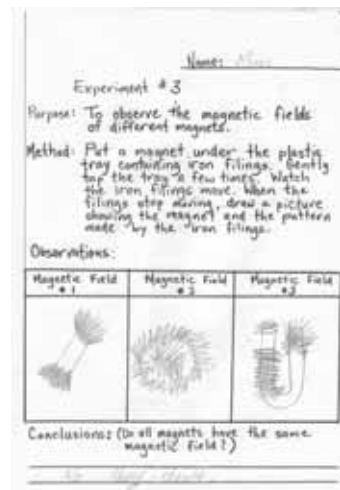 Name:
Experiment #3
Purpose: To observe the magnetic fields
of different magnets.
Method: Put a magnet under the plastic
tray containing iron filings. Gently
tap the tray a few times. Watch
the iron filings move. When the
filings stop moving, draw a picture
showing the magnet and the pattern
made by the iron filings.
Observations:
Magnetic Field #1
Magnetic Field #2
Magnetic Field #3
Conclusions: (Do all magnets have the same
magnetic field?)
No they